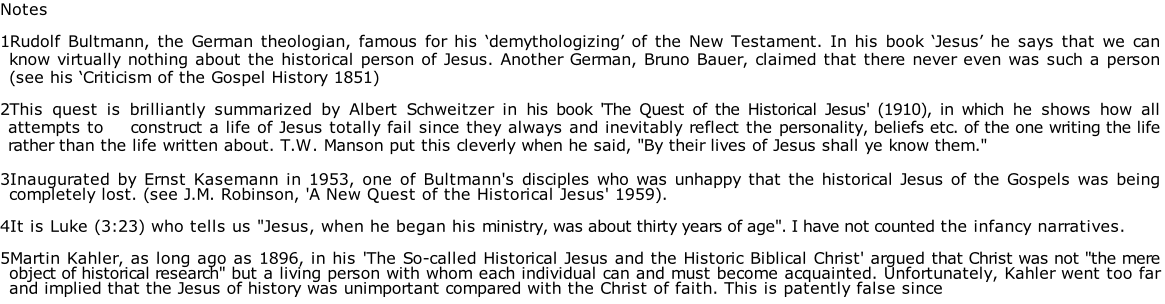 Notes
1Rudolf Bultmann, the German theologian, famous for his ‘demythologizing’ of the New Testament. In his book ‘Jesus’ he says that we can
know virtually nothing about the historical person of Jesus. Another German, Bruno Bauer, claimed that there never even was such a person
(see his ‘Criticism of the Gospel History 1851)
2This quest is brilliantly summarized by Albert Schweitzer in his book 'The Quest of the Historical Jesus' (1910), in which he shows how all
attempts to construct a life of Jesus totally fail since they always and inevitably reflect the personality, beliefs etc. of the one writing the life
rather than the life written about. T.W. Manson put this cleverly when he said, "By their lives of Jesus shall ye know them."
3Inaugurated by Ernst Kasemann in 1953, one of Bultmann's disciples who was unhappy that the historical Jesus of the Gospels was being
completely lost. (see J.M. Robinson, 'A New Quest of the Historical Jesus' 1959).
4It is Luke (3:23) who tells us "Jesus, when he began his ministry, was about thirty years of age". I have not counted the infancy narratives.
5Martin Kahler, as long ago as 1896, in his 'The So-called Historical Jesus and the Historic Biblical Christ' argued that Christ was not "the mere
object of historical research" but a living person with whom each individual can and must become acquainted. Unfortunately, Kahler went too far
and implied that the Jesus of history was unimportant compared with the Christ of faith. This is patently false since